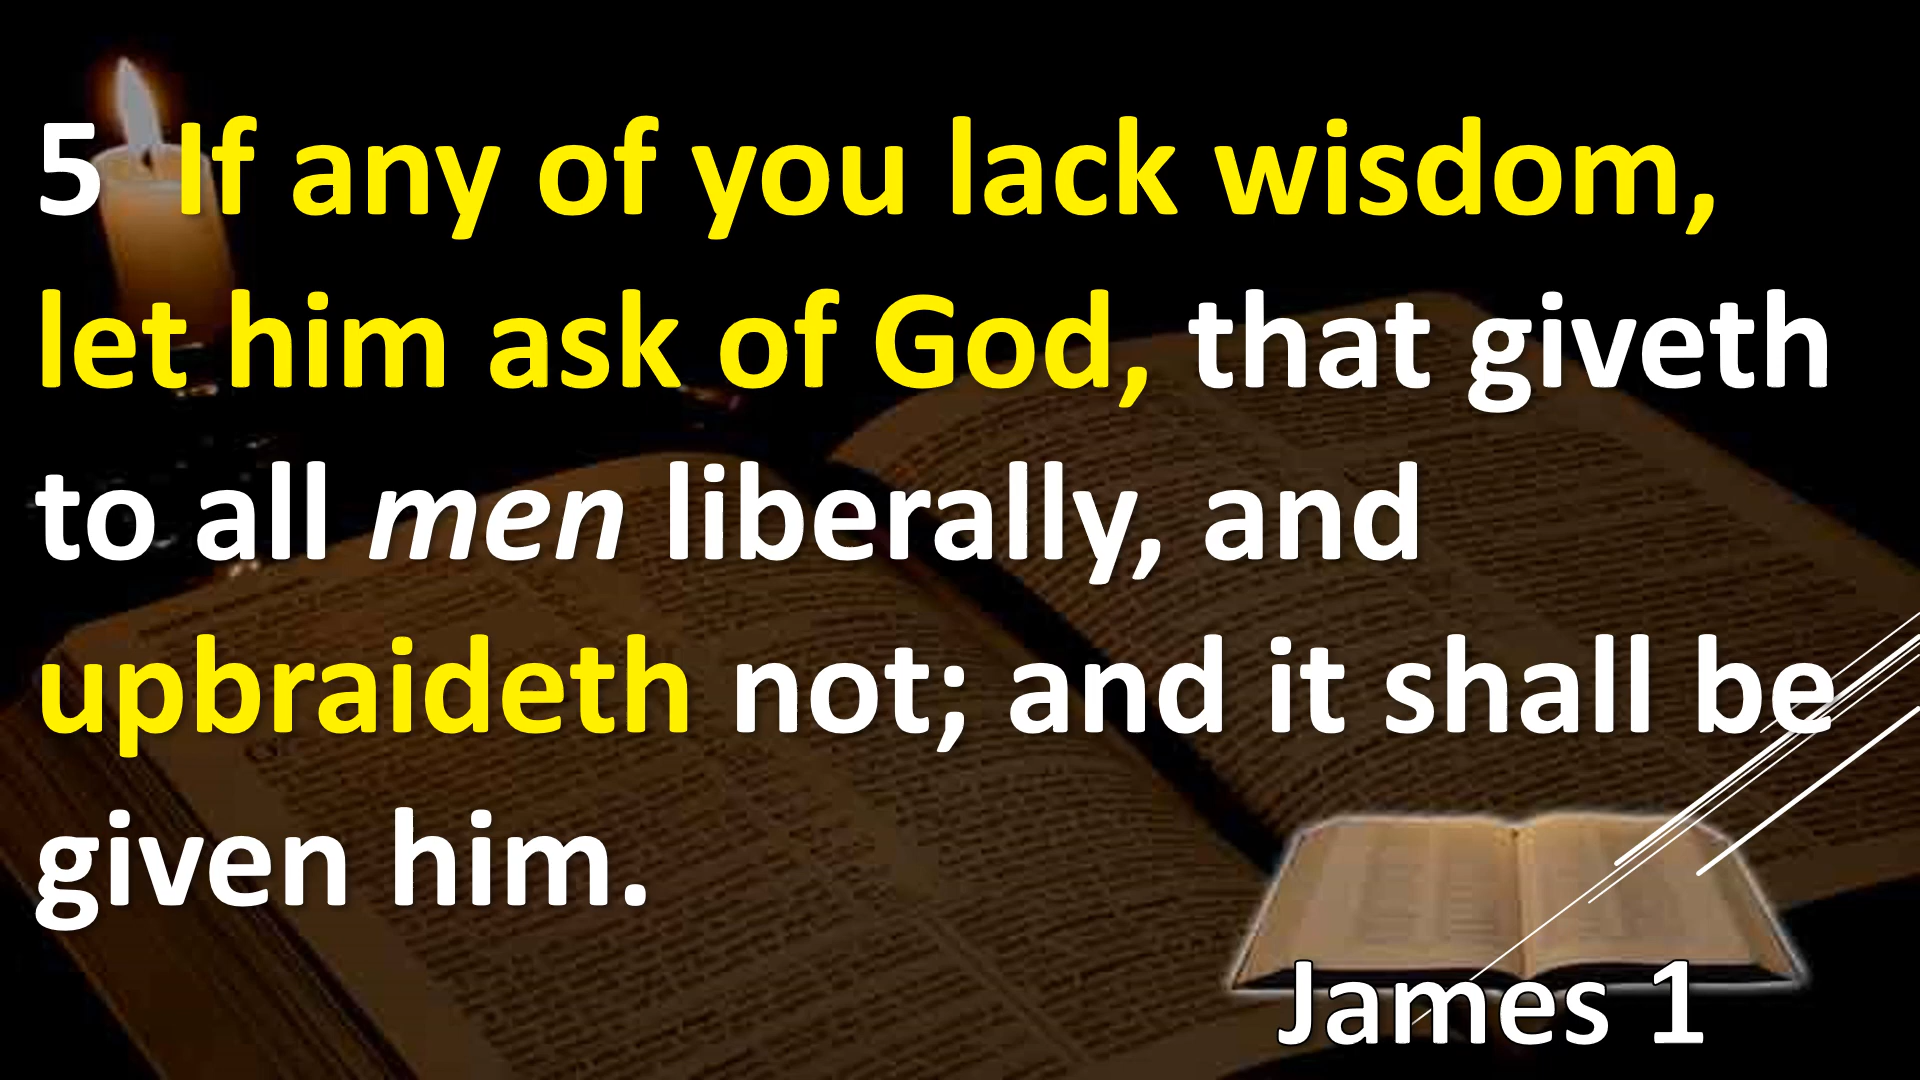 5 If any of you lack wisdom,
let him ask of God, that giveth
to all men liberally, and
upbraideth not; and it shall be
given him.
James 1